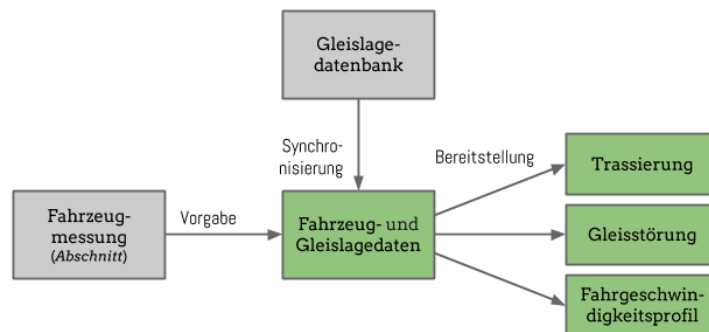 Gleislage-
datenbank
Synchro-
nisierung
Bereitstellung
Trassierung
Fahrzeug-
messung
(Abschnitt)
Vorgabe
Fahrzeug- und
Gleislagedaten
Gleisstörung
Fahrgeschwin-
digkeitsprofil